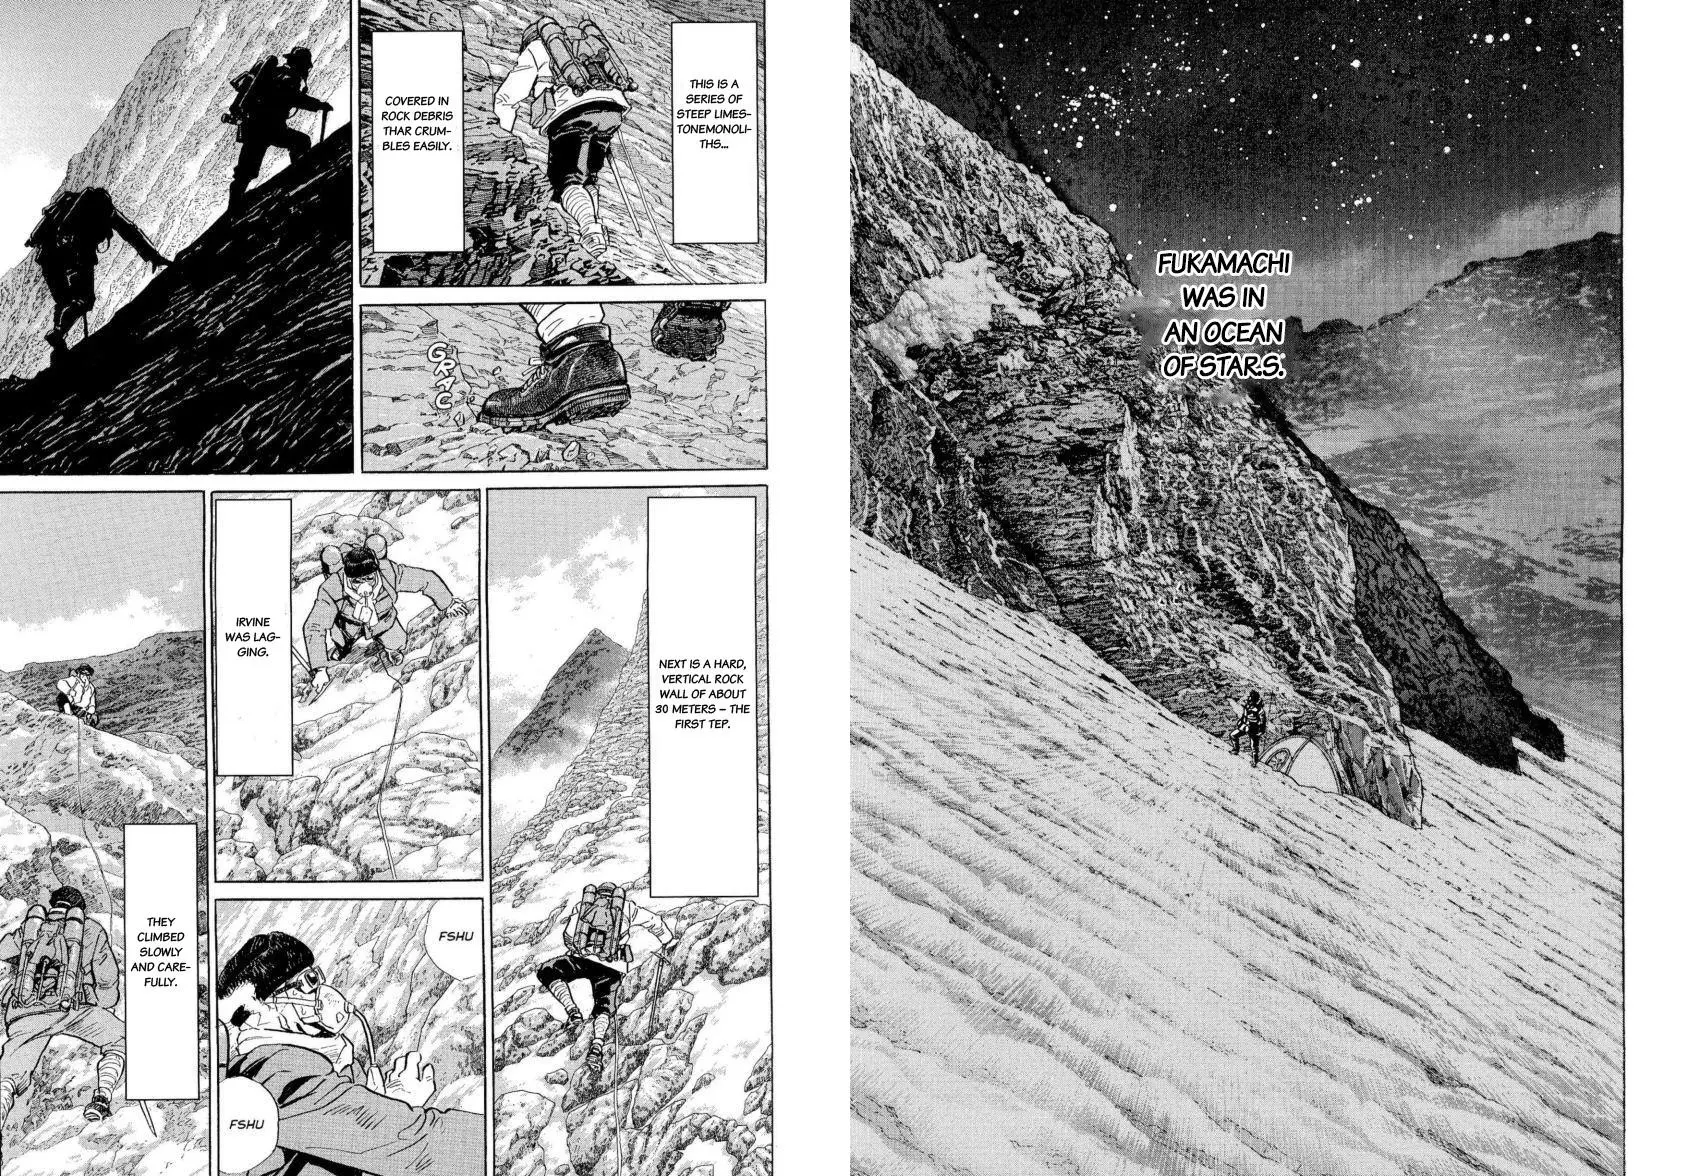 FUKAMACHI
WAS IN
AN OCEAN
OF STARS.
THIS IS A
SERIES OF
STEEP LIMES-
TONEMONOLI-
THS...
COVERED IN
ROCK DEBRIS
THAR CRUM-
BLES EASILY.
GRAC
NEXT IS A HARD,
VERTICAL ROCK
WALL OF ABOUT
30 METERS – THE
FIRST TEP.
IRVINE
WAS LAG-
GING.
FSHU
FSHU
THEY
CLIMBED
SLOWLY
AND CARE-
FULLY.